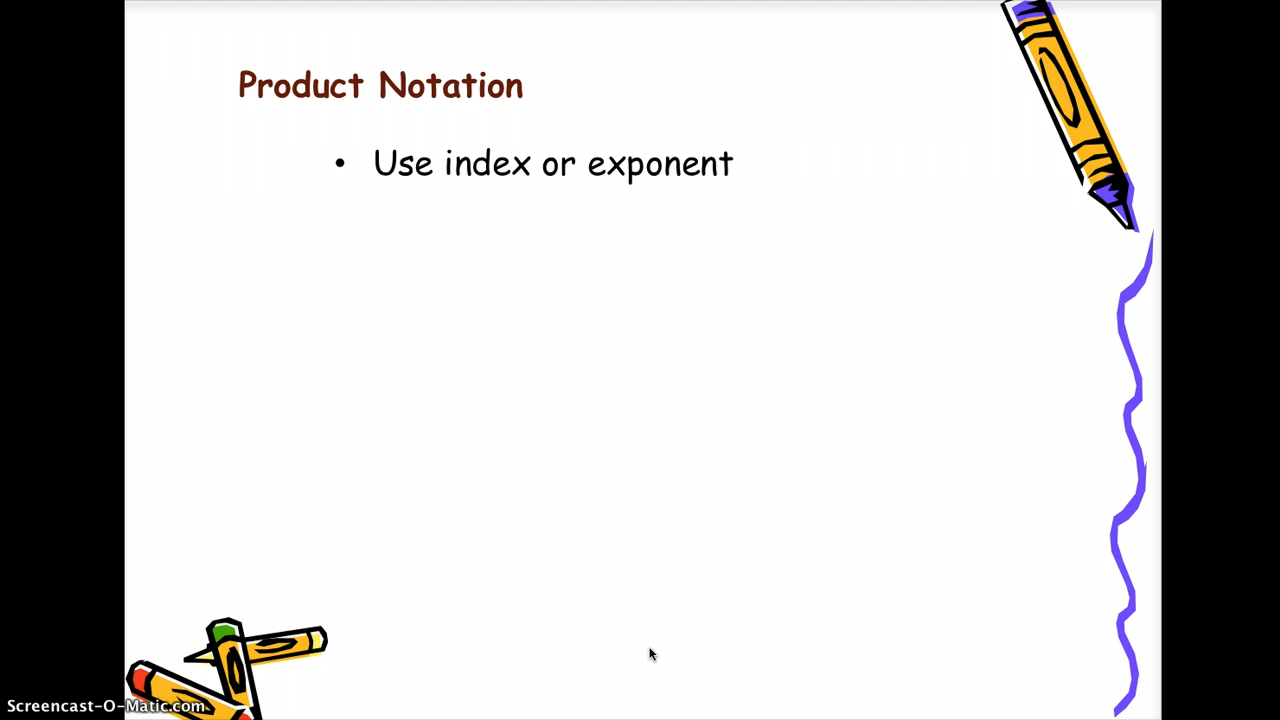 Product Notation
• Use index or exponent
Screencast-O-Matic.com